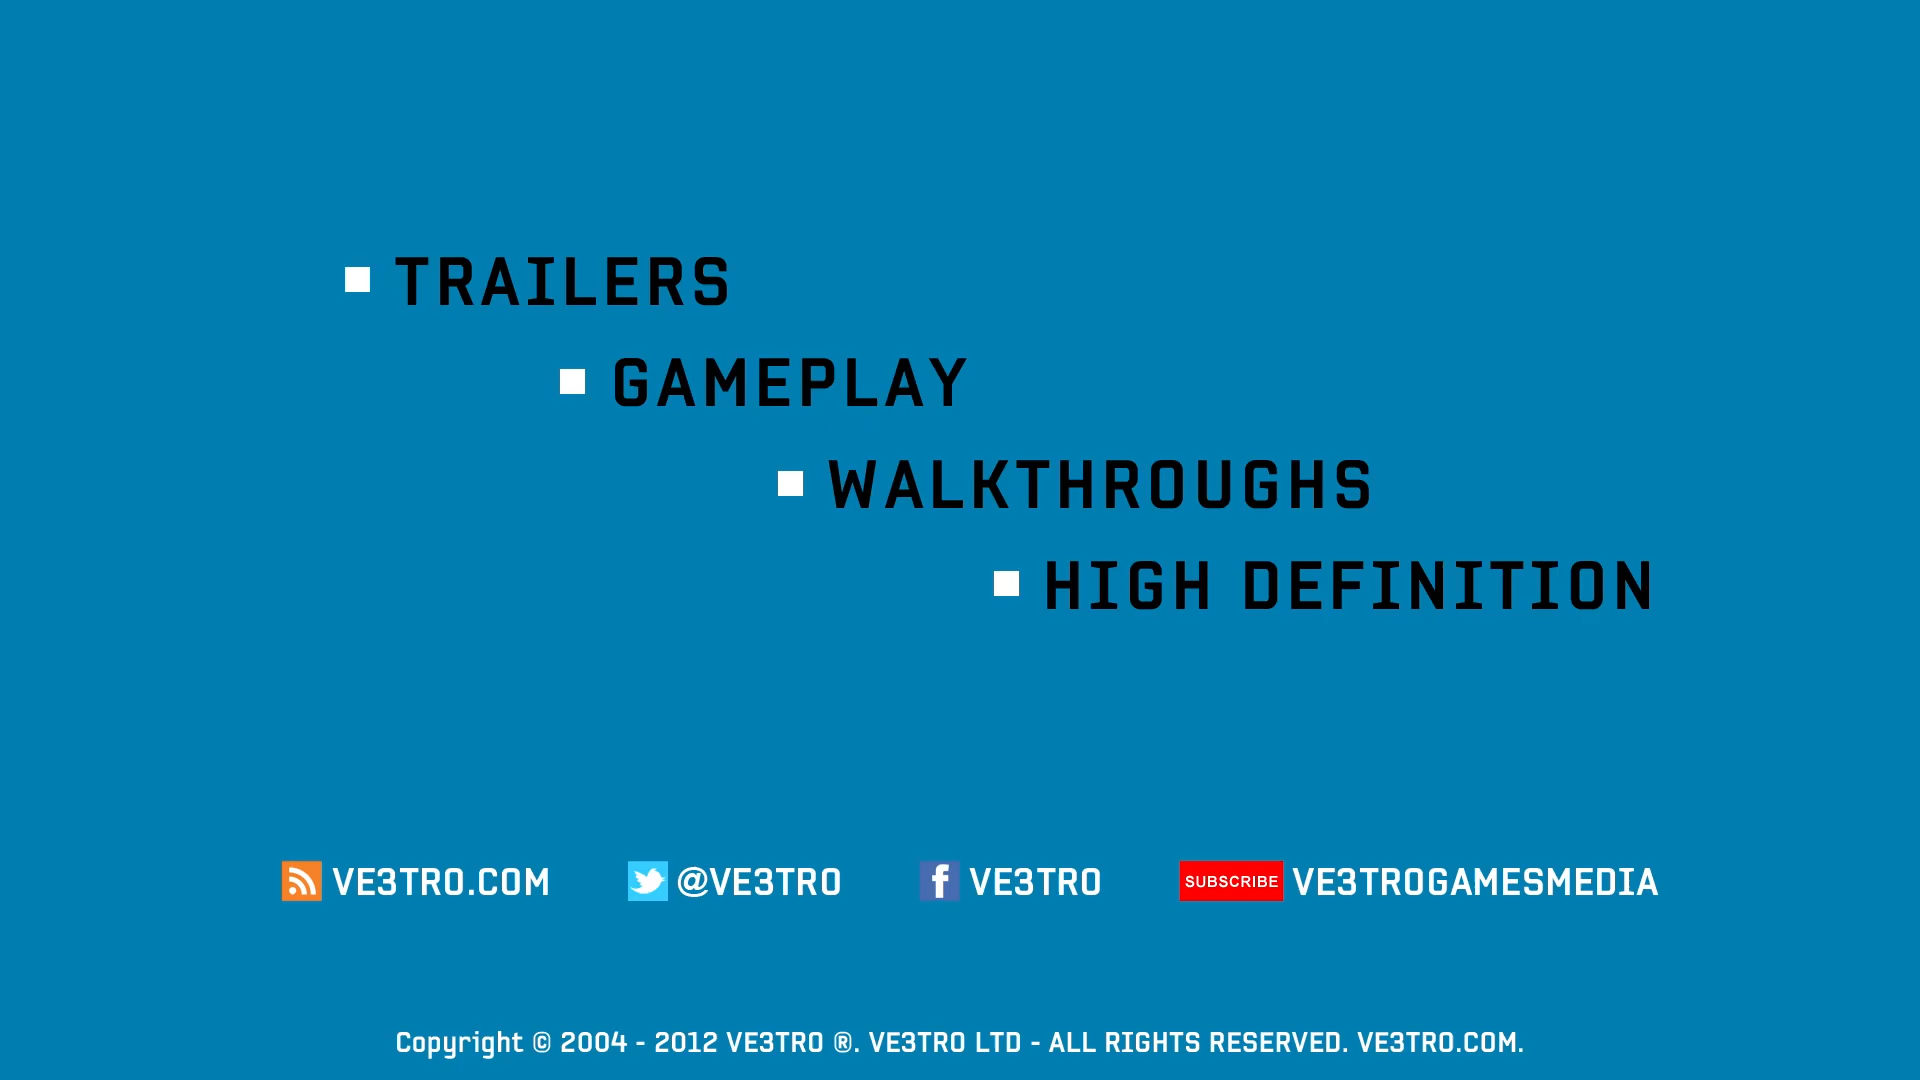 TRAILERS
GAMEPLAY
WALKTHROUGHS
HIGH DEFINITION
VE3TRO.COM @VE3TRO f VE3TRO SUBSCRIBE VE3TROGAMESMEDIA
Copyright © 2004 - 2012 VE3TRO ®. VE3TRO LTD - ALL RIGHTS RESERVED. VE3TRO.COM.